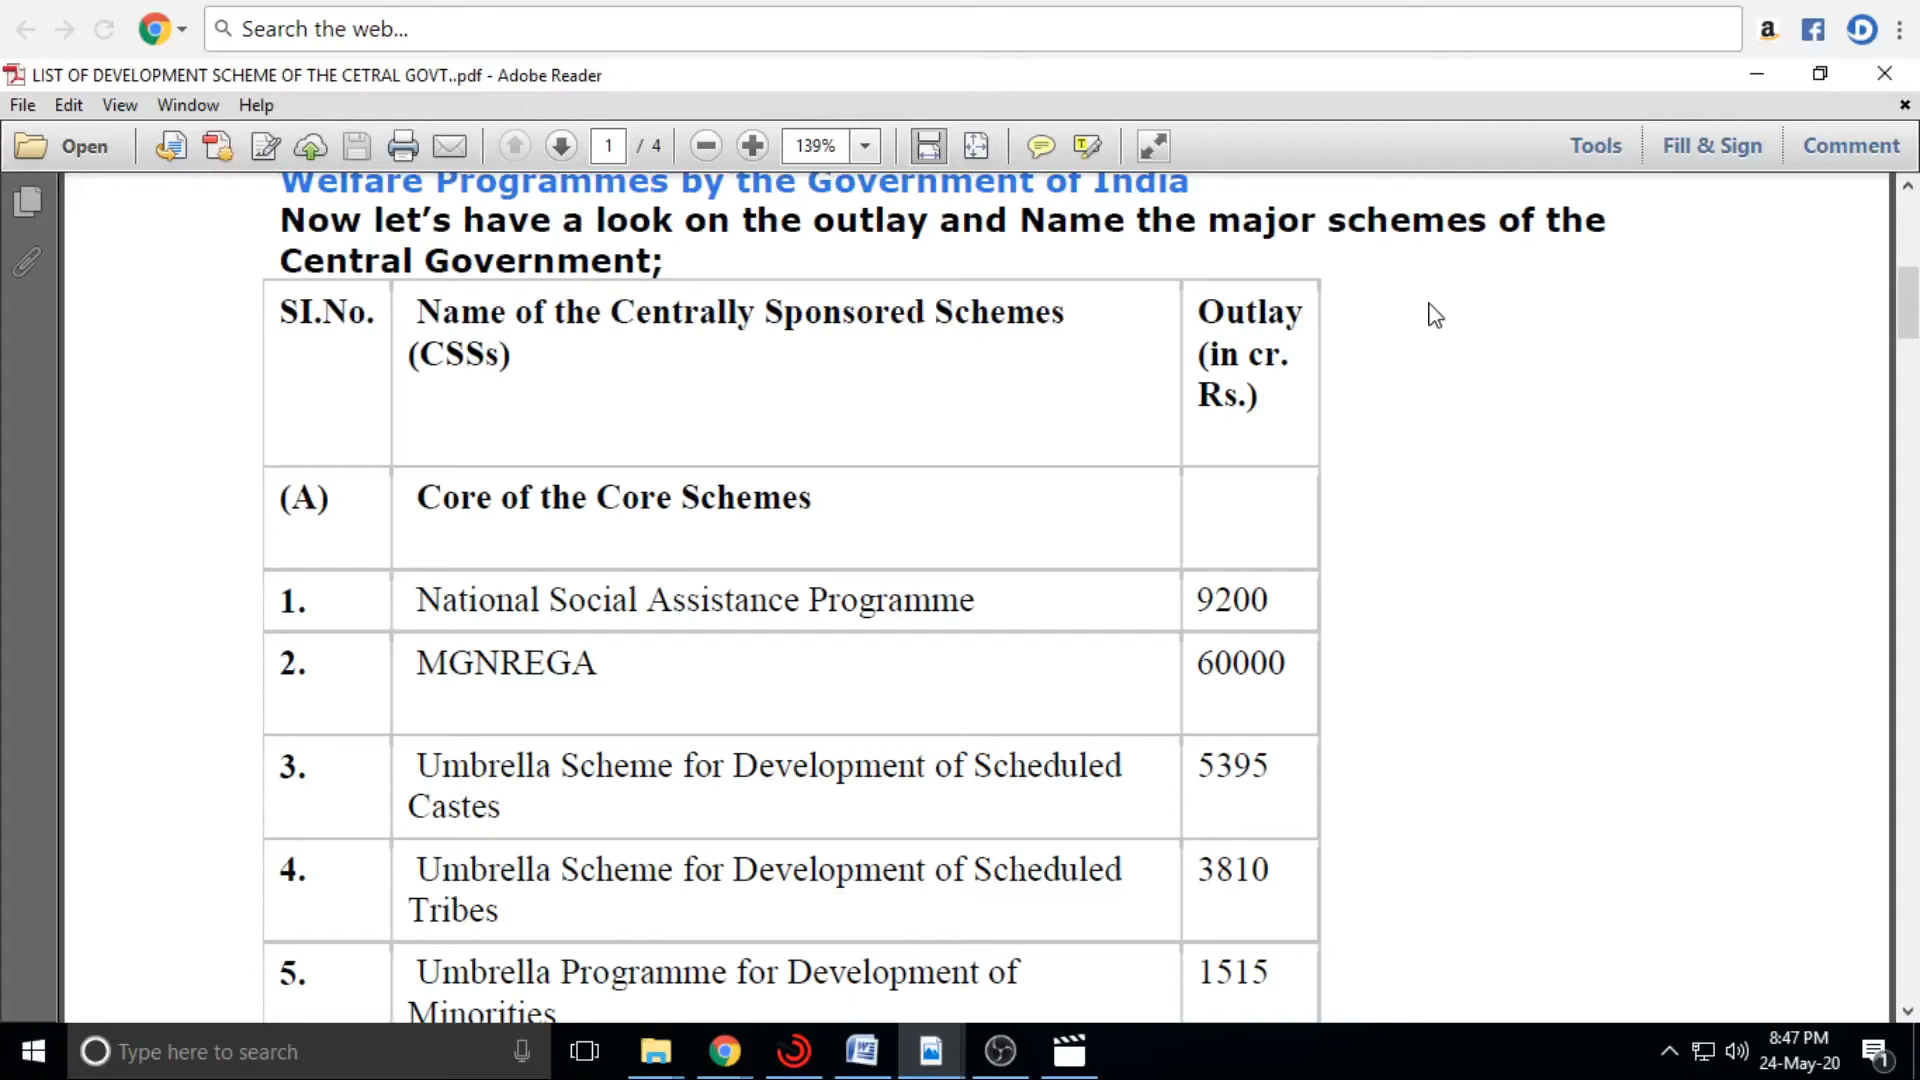 Search the web...
LIST OF DEVELOPMENT SCHEME OF THE CETRAL GOVT..pdf - Adobe Reader
File Edit View Window Help
Open 1 / 4 139% Tools Fill & Sign Comment
Welfare Programmes by the Government of India
Now let’s have a look on the outlay and Name the major schemes of the
Central Government;
SI.No. Name of the Centrally Sponsored Schemes Outlay
(CSSs) (in cr.
Rs.)
(A) Core of the Core Schemes
1. National Social Assistance Programme 9200
2. MGNREGA 60000
3. Umbrella Scheme for Development of Scheduled 5395
Castes
4. Umbrella Scheme for Development of Scheduled 3810
Tribes
5. Umbrella Programme for Development of 1515
Minorities
Type here to search
8:47 PM
24-May-20
1